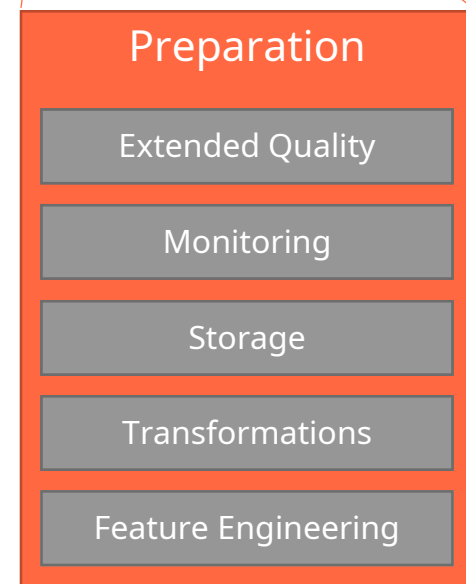 Preparation
Extended Quality
Monitoring
Storage
Transformations
Feature Engineering